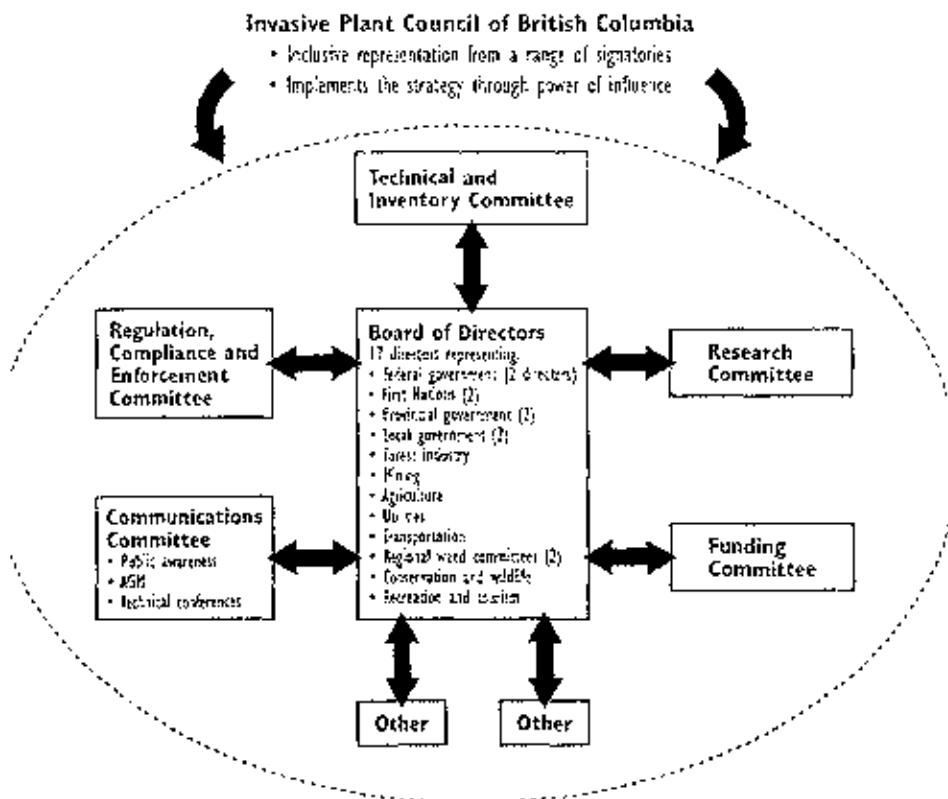 Invasive Plant Council of British Columbia
• Inclusive representation from a range of signatories
• Implements the strategy through power of influence
Technical and
Inventory Committee
Regulation,
Compliance and
Enforcement
Committee
Board of Directors
17 directors representing
• Federal government (2 directors)
• First Nations (2)
• Provincial government (2)
• Local government (2)
• Forest industry
• Mining
• Agriculture
• Utilities
• Transportation
• Regional weed committees (2)
• Conservation and wildlife
• Recreation and tourism
Research
Committee
Communications
Committee
• Public awareness
• AGM
• Technical conferences
Funding
Committee
Other
Other